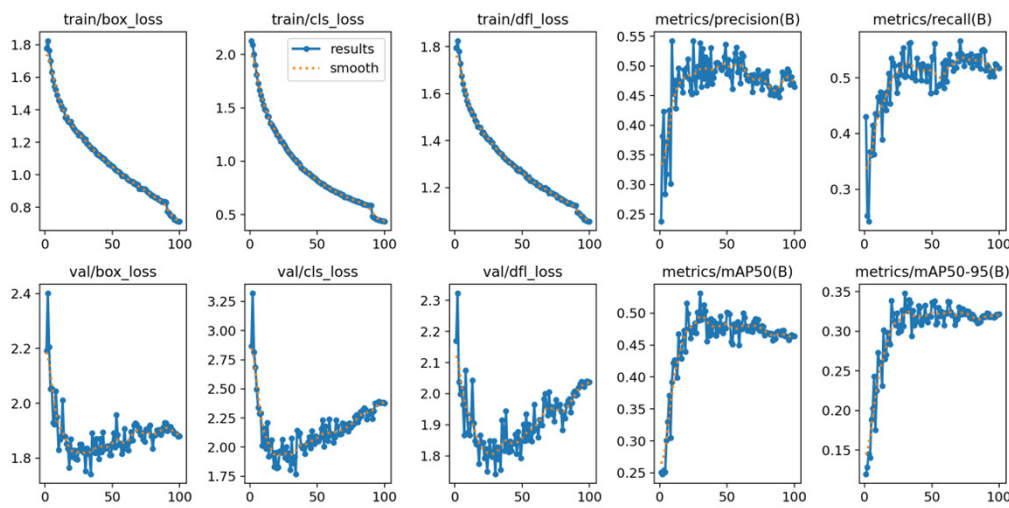 train/box_loss
train/cls_loss
train/dfl_loss
metrics/precision(B)
metrics/recall(B)
1.8
1.6
1.4
1.2
1.0
0.8
0 50 100
2.0
1.5
1.0
0.5
0 50 100
results
smooth
1.8
1.6
1.4
1.2
0 50 100
0.55
0.50
0.45
0.40
0.35
0.30
0.25
0 50 100
0.5
0.4
0.3
0 50 100
val/box_loss
val/cls_loss
val/dfl_loss
metrics/mAP50(B)
metrics/mAP50-95(B)
2.4
2.2
2.0
1.8
0 50 100
3.25
3.00
2.75
2.50
2.25
2.00
1.75
0 50 100
2.3
2.2
2.1
2.0
1.9
1.8
0 50 100
0.50
0.45
0.40
0.35
0.30
0.25
0 50 100
0.35
0.30
0.25
0.20
0.15
0 50 100